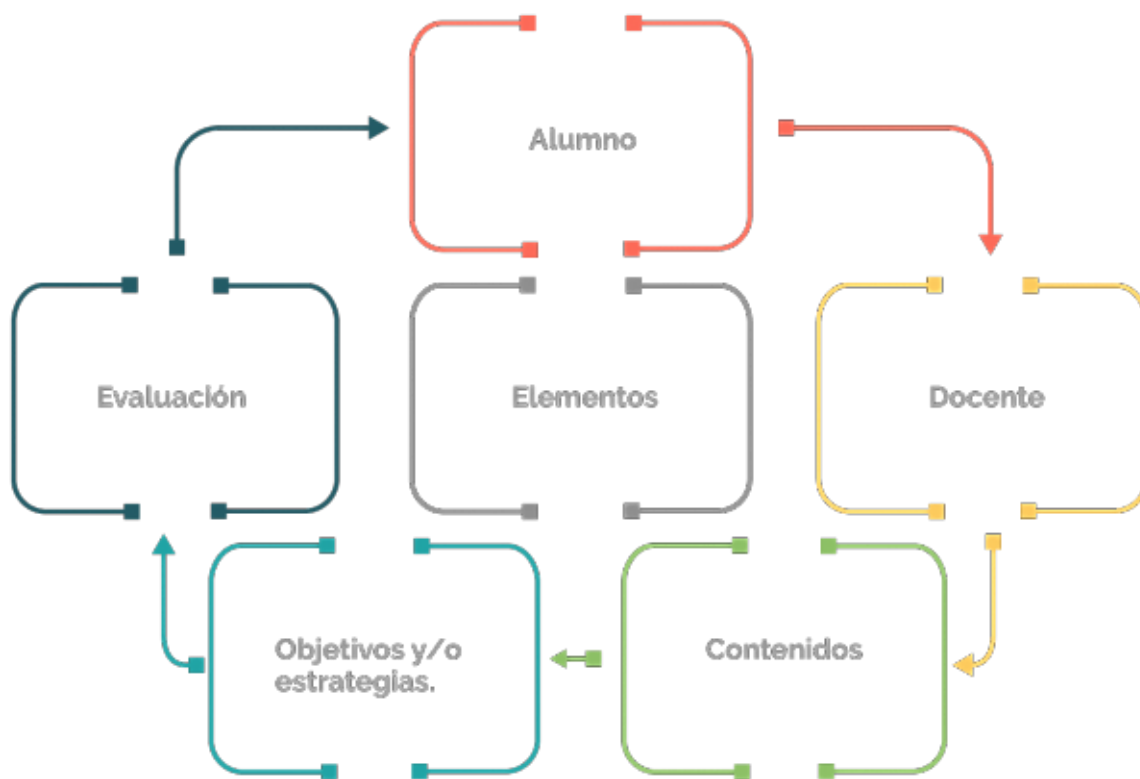 Alumno
Evaluación
Elementos
Docente
Objetivos y/o
estrategias.
Contenidos